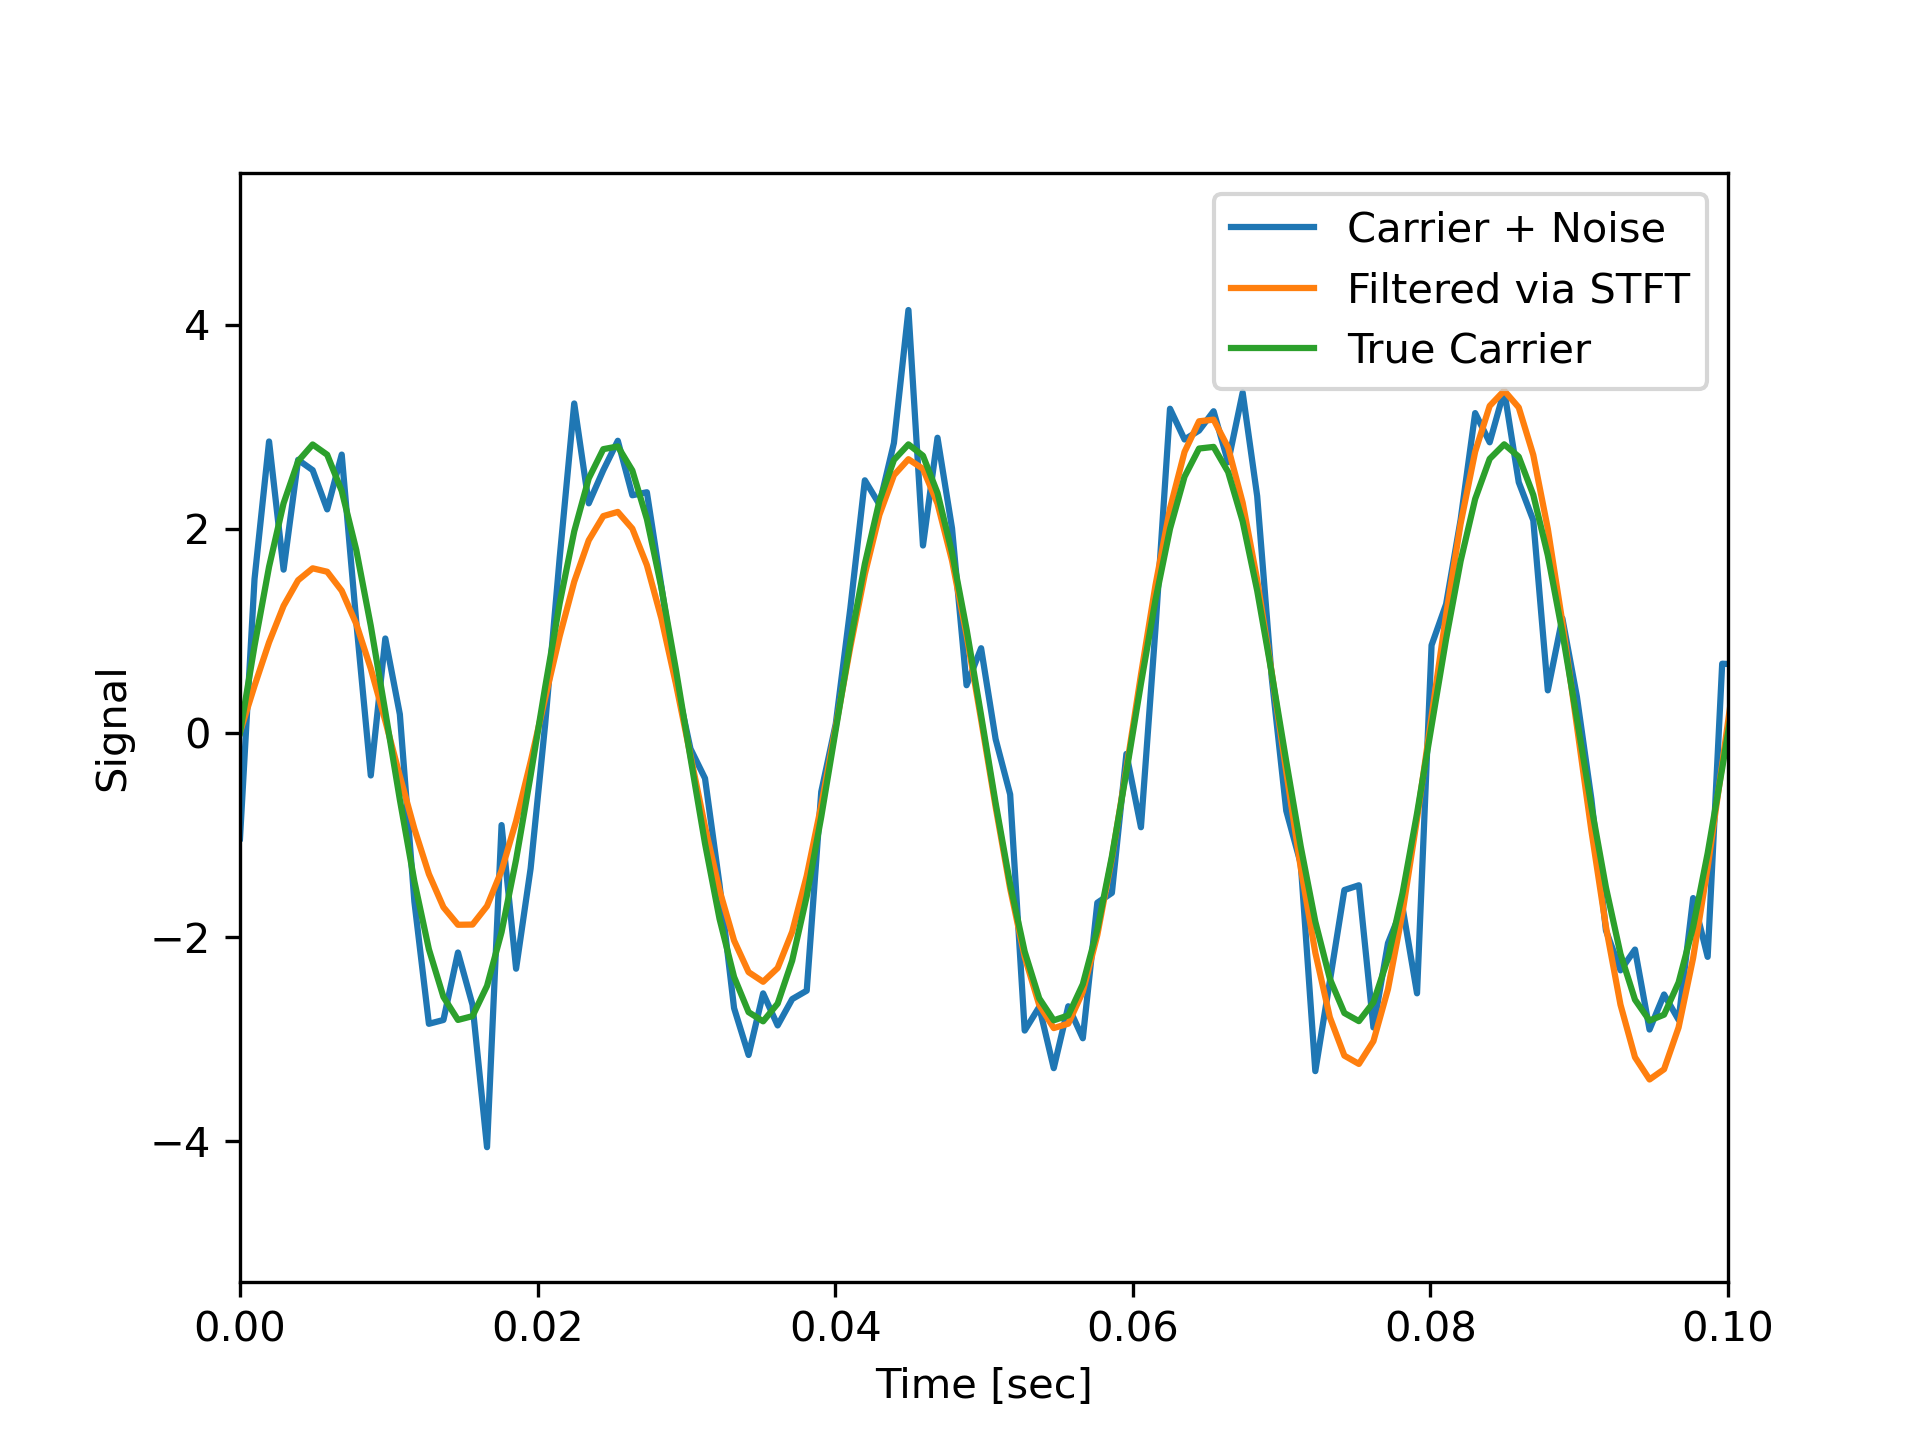 Carrier + Noise
Filtered via STFT
True Carrier
4
2
0
−2
−4
Signal
0.00 0.02 0.04 0.06 0.08 0.10
Time [sec]